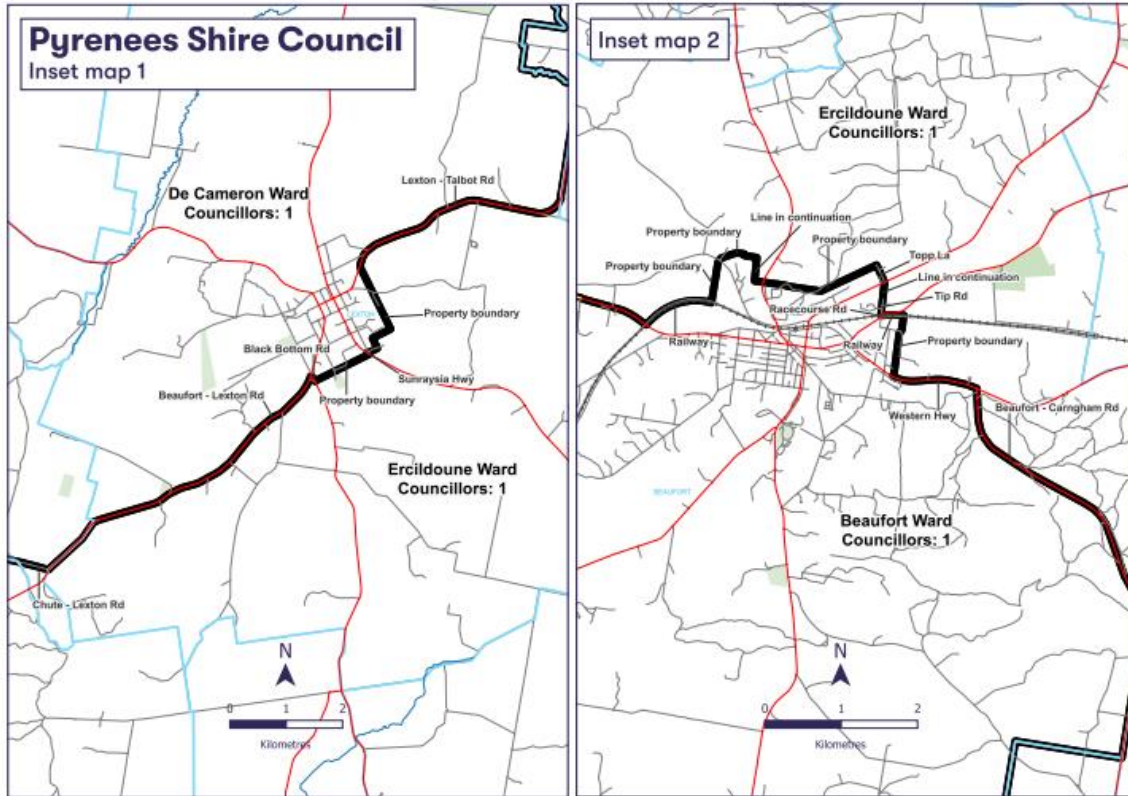 Pyrenees Shire Council
Inset map 1
De Cameron Ward
Councillors: 1
Lexton - Talbot Rd
Property boundary
Black Bottom Rd
Sunraysia Hwy
Beaufort - Lexton Rd
Property boundary
Ercildoune Ward
Councillors: 1
Chute - Lexton Rd
N
0 1 2
Kilometres
Inset map 2
Ercildoune Ward
Councillors: 1
Line in continuation
Property boundary
Property boundary
Topp La
Property boundary
Line in continuation
Tip Rd
Racecourse Rd
Railway
Railway
Property boundary
Beaufort - Carngham Rd
Western Hwy
BEAUFORT
Beaufort Ward
Councillors: 1
N
0 1 2
Kilometres